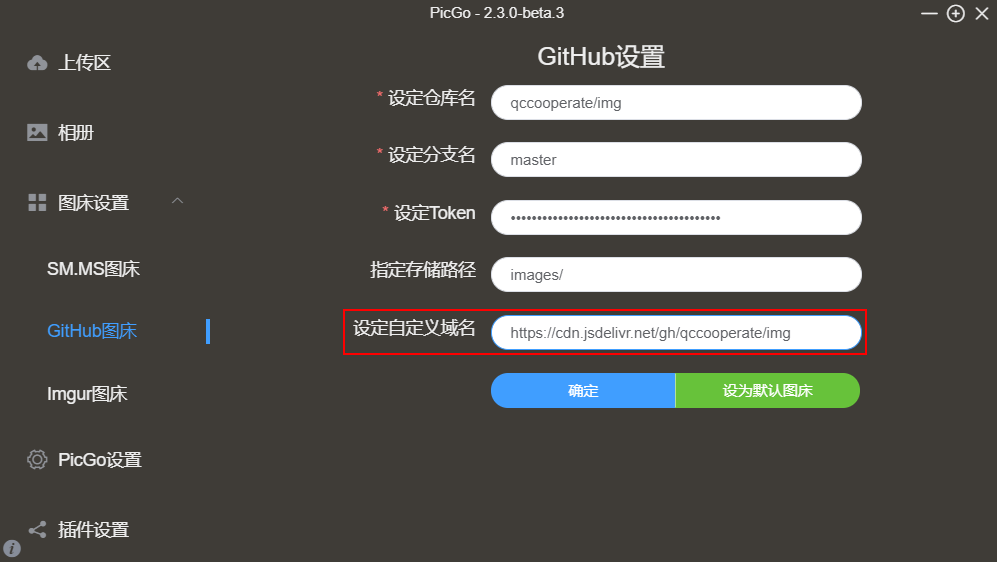 PicGo - 2.3.0-beta.3
上传区
相册
图床设置
SM.MS图床
GitHub图床
Imgur图床
PicGo设置
插件设置
GitHub设置
* 设定仓库名 qccooperate/img
* 设定分支名 master
* 设定Token ••••••••••••••••••••••••••••••••••••••••
指定存储路径 images/
设定自定义域名 https://cdn.jsdelivr.net/gh/qccooperate/img
确定 设为默认图床